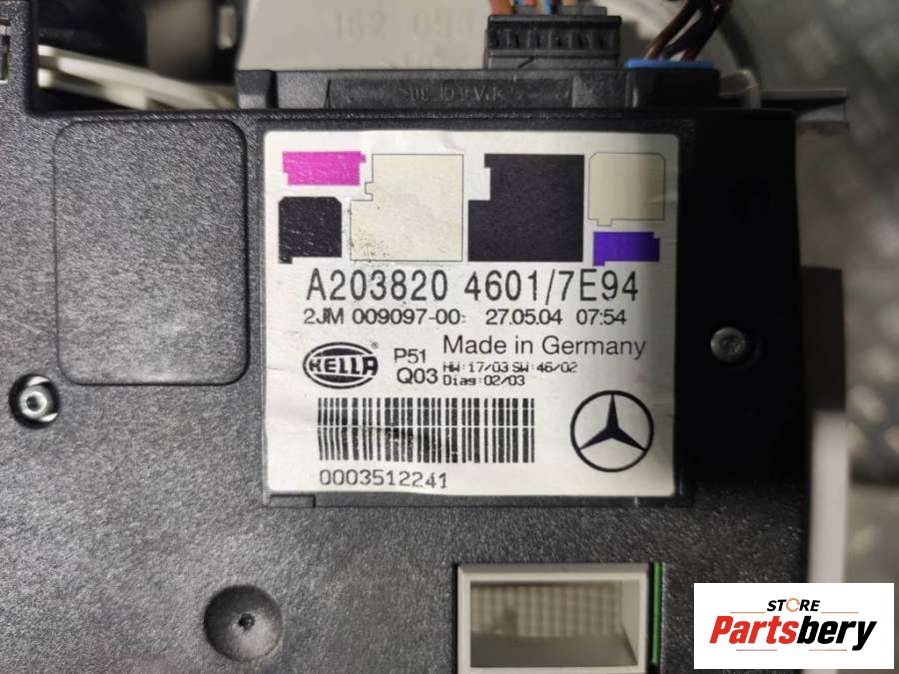 A203820 4601/7E94
2JM 009097-00: 27.05.04 07:54
HELLA ®
P51
Q03
Made in Germany
HW:17/03 SW:46/02
Diag:02/03
0003512241
STORE
Partsbery